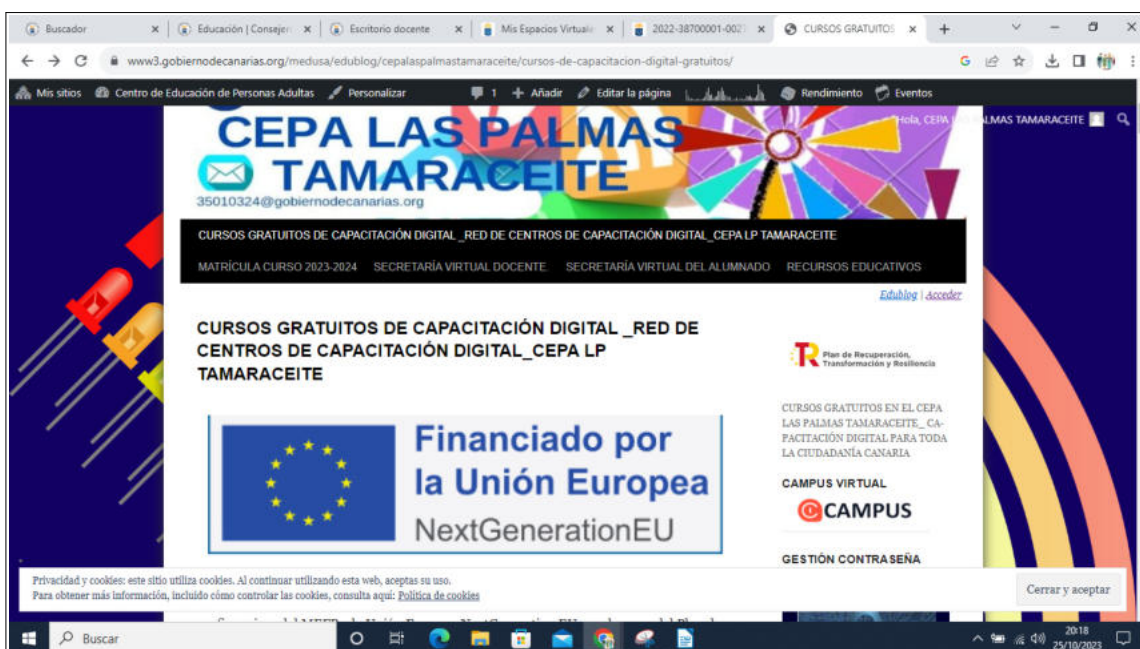 Buscador
Educación | Consejerí
Escritorio docente
Mis Espacios Virtuale
2022-38700001-002
CURSOS GRATUITOS
www3.gobiernodecanarias.org/medusa/edublog/cepalaspalmastamaraceite/cursos-de-capacitacion-digital-gratuitos/
Mis sitios Centro de Educación de Personas Adultas Personalizar 1 Añadir Editar la página Rendimiento Eventos
Hola, CEPA LAS PALMAS TAMARACEITE
CEPA LAS PALMAS
TAMARACEITE
35010324@gobiernodecanarias.org
CURSOS GRATUITOS DE CAPACITACIÓN DIGITAL _RED DE CENTROS DE CAPACITACIÓN DIGITAL_CEPA LP TAMARACEITE
MATRÍCULA CURSO 2023-2024 SECRETARÍA VIRTUAL DOCENTE SECRETARÍA VIRTUAL DEL ALUMNADO RECURSOS EDUCATIVOS
Edublog | Acceder
CURSOS GRATUITOS DE CAPACITACIÓN DIGITAL _RED DE
CENTROS DE CAPACITACIÓN DIGITAL_CEPA LP
TAMARACEITE
Financiado por
la Unión Europea
NextGenerationEU
Plan de Recuperación,
Transformación y Resiliencia
CURSOS GRATUITOS EN EL CEPA
LAS PALMAS TAMARACEITE_ CA-
PACITACIÓN DIGITAL PARA TODA
LA CIUDADANÍA CANARIA
CAMPUS VIRTUAL
@CAMPUS
GESTIÓN CONTRASEÑA
Privacidad y cookies: este sitio utiliza cookies. Al continuar utilizando esta web, aceptas su uso.
Para obtener más información, incluido cómo controlar las cookies, consulta aquí: Política de cookies
Cerrar y aceptar
Buscar
20:18
25/10/2023